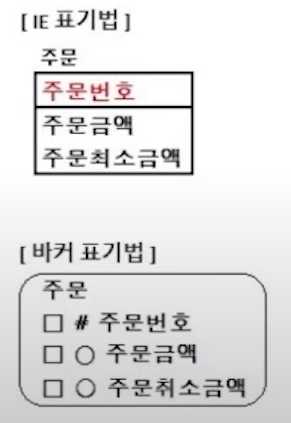 [ IE 표기법 ]
주문
주문번호
주문금액
주문최소금액
[ 바커 표기법 ]
주문
□ # 주문번호
□ ○ 주문금액
□ ○ 주문취소금액